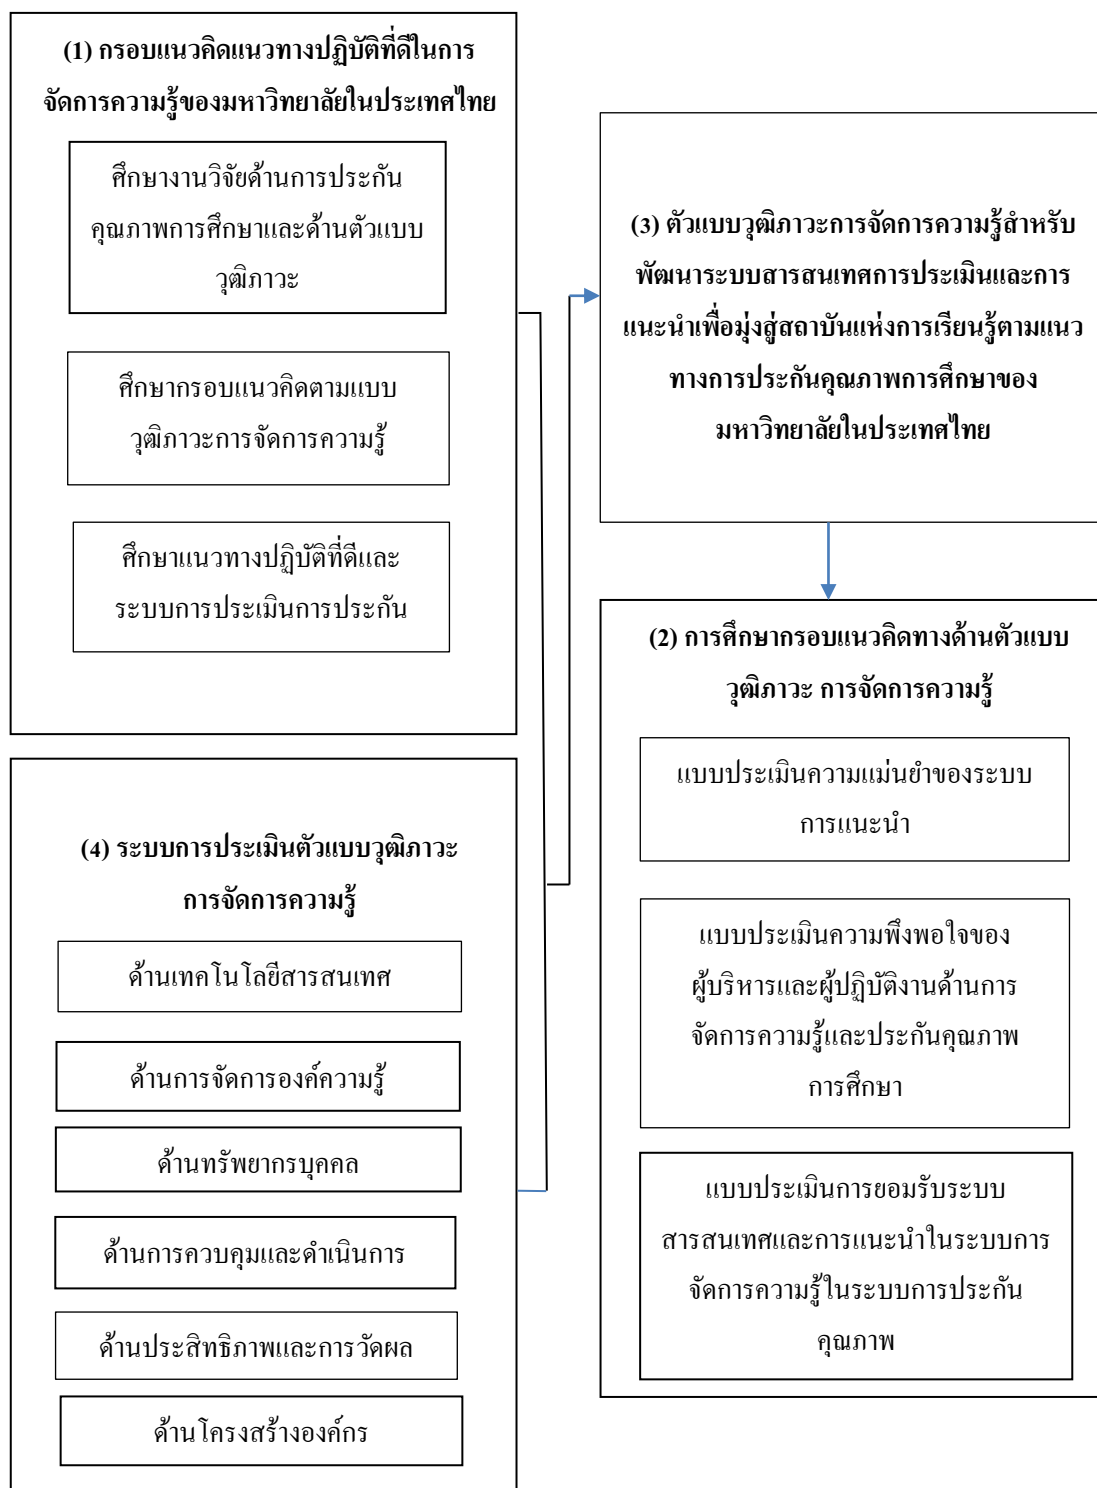 (1) กรอบแนวคิดแนวทางปฏิบัติที่ดีในการ
จัดการความรู้ของมหาวิทยาลัยในประเทศไทย
ศึกษางานวิจัยด้านการประกัน
คุณภาพการศึกษาและด้านตัวแบบ
วุฒิภาวะ
ศึกษากรอบแนวคิดตามแบบ
วุฒิภาวะการจัดการความรู้
ศึกษาแนวทางปฏิบัติที่ดีและ
ระบบการประเมินการประกัน
(4) ระบบการประเมินตัวแบบวุฒิภาวะ
การจัดการความรู้
ด้านเทคโนโลยีสารสนเทศ
ด้านการจัดการองค์ความรู้
ด้านทรัพยากรบุคคล
ด้านการควบคุมและดำเนินการ
ด้านประสิทธิภาพและการวัดผล
ด้านโครงสร้างองค์กร
(3) ตัวแบบวุฒิภาวะการจัดการความรู้สำหรับ
พัฒนาระบบสารสนเทศการประเมินและการ
แนะนำเพื่อมุ่งสู่สถาบันแห่งการเรียนรู้ตามแนว
ทางการประกันคุณภาพการศึกษาของ
มหาวิทยาลัยในประเทศไทย
(2) การศึกษากรอบแนวคิดทางด้านตัวแบบ
วุฒิภาวะ การจัดการความรู้
แบบประเมินความแม่นยำของระบบ
การแนะนำ
แบบประเมินความพึงพอใจของ
ผู้บริหารและผู้ปฏิบัติงานด้านการ
จัดการความรู้และประกันคุณภาพ
การศึกษา
แบบประเมินการยอมรับระบบ
สารสนเทศและการแนะนำในระบบการ
จัดการความรู้ในระบบการประกัน
คุณภาพ